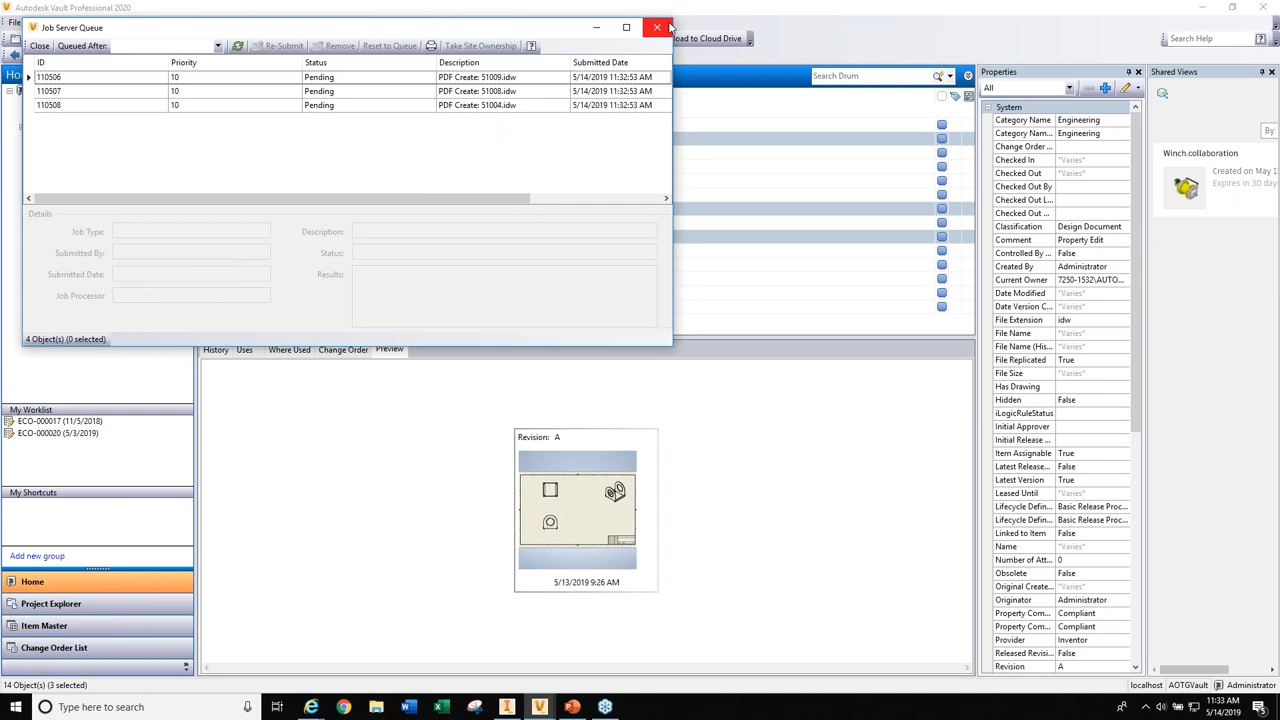 Autodesk Vault Professional 2020
File
Job Server Queue
Close Queued After: Re-Submit Remove Reset to Queue Take Site Ownership
ID Priority Status Description Submitted Date
110506 10 Pending PDF Create: 51009.idw 5/14/2019 11:32:53 AM
110507 10 Pending PDF Create: 51008.idw 5/14/2019 11:32:53 AM
110508 10 Pending PDF Create: 51004.idw 5/14/2019 11:32:53 AM
Details
Job Type: Description:
Submitted By: Status:
Submitted Date: Results:
Job Processor
4 Object(s) (0 selected)
load to Cloud Drive
Search Help
Search Drum
Properties
All
System
Category Name Engineering
Category Nam... Engineering
Change Order ...
Checked In *Varies*
Checked Out *Varies*
Checked Out By
Checked Out L...
Checked Out ...
Classification Design Document
Comment Property Edit
Controlled By ... False
Created By Administrator
Current Owner 7250-1532\AUTO...
Date Modified *Varies*
Date Version C... *Varies*
File Extension idw
File Name *Varies*
File Name (His... *Varies*
File Replicated True
File Size *Varies*
Has Drawing
Hidden False
iLogicRuleStatus
Initial Approver
Initial Release ...
Item Assignable True
Latest Release... False
Latest Version True
Leased Until *Varies*
Lifecycle Defin... Basic Release Proc...
Lifecycle Defin... Basic Release Proc...
Linked to Item False
Name *Varies*
Number of Att... 0
Obsolete False
Original Create... *Varies*
Originator Administrator
Property Com... Compliant
Property Com... Compliant
Provider Inventor
Released Revisi... False
Revision A
Shared Views
By
Winch.collaboration
Created on May 1
Expires in 30 days
History Uses Where Used Change Order Preview
Revision: A
5/13/2019 9:26 AM
My Worklist
ECO-000017 (11/5/2018)
ECO-000020 (5/3/2019)
My Shortcuts
Add new group
Home
Project Explorer
Item Master
Change Order List
14 Object(s) (3 selected)
localhost AOTGVault Administrator
Type here to search
11:33 AM
5/14/2019